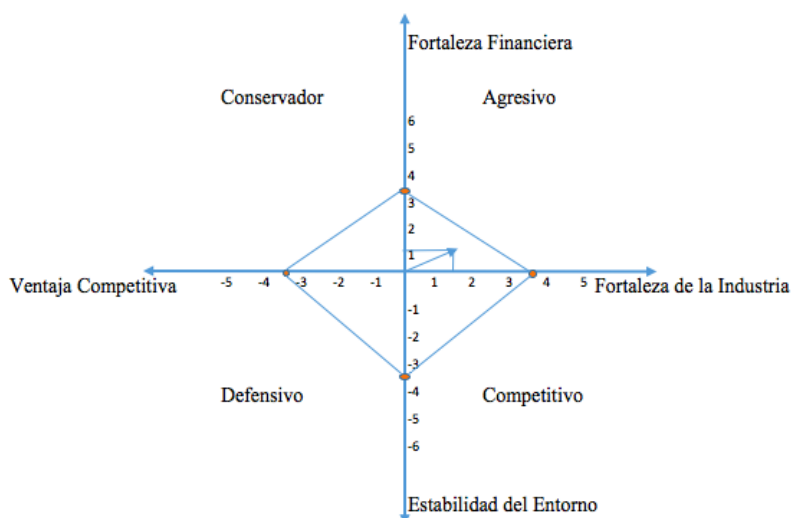 Fortaleza Financiera
Conservador
Agresivo
6
5
4
3
2
1
Ventaja Competitiva
-5 -4 -3 -2 -1 1 2 3 4 5
Fortaleza de la Industria
-1
-2
-3
-4
-5
-6
Defensivo
Competitivo
Estabilidad del Entorno